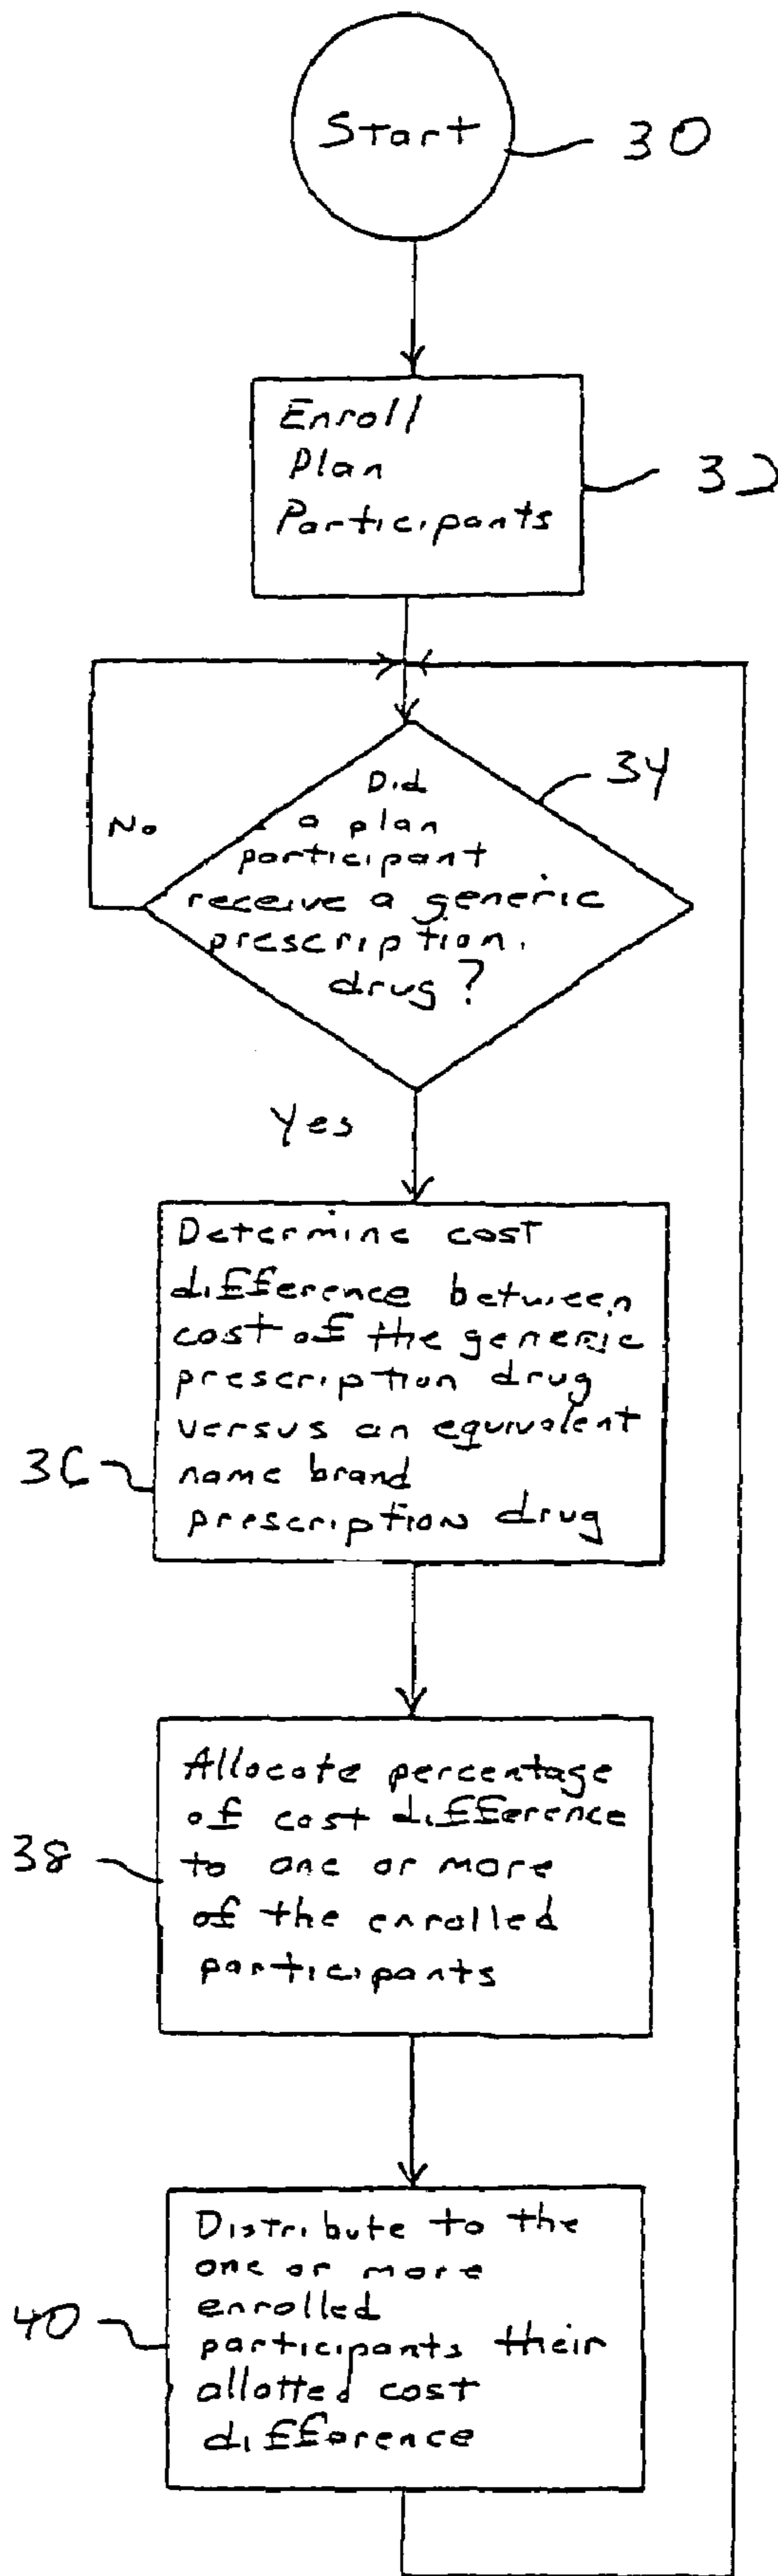 Start
30
Enroll
Plan
Participants
32
Did
a plan
participant
receive a generic
prescription
drug?
34
No
Yes
Determine cost
difference between
cost of the generic
prescription drug
versus an equivalent
name brand
prescription drug
36
Allocate percentage
of cost difference
to one or more
of the enrolled
participants
38
Distribute to the
one or more
enrolled
participants their
allotted cost
difference
40